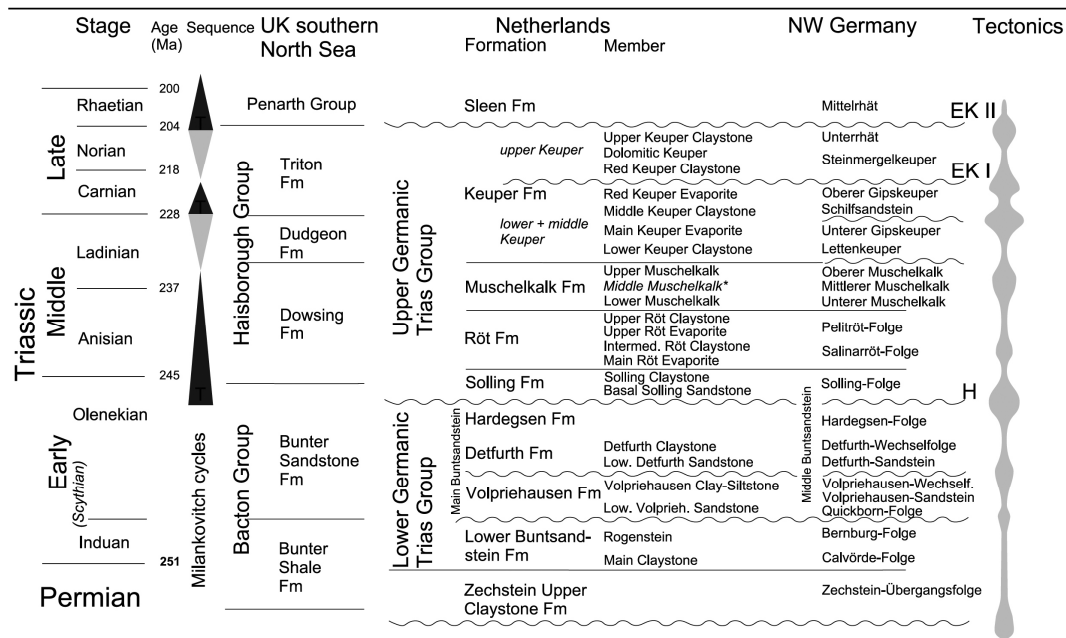 Stage
Age
(Ma)
Sequence
UK southern
North Sea
Netherlands
Formation
Member
NW Germany
Tectonics
Triassic
Late
Middle
Early
(Scythian)
Permian
Rhaetian
Norian
Carnian
Ladinian
Anisian
Olenekian
Induan
200
204
218
228
237
245
251
T
T
T
Milankovitch cycles
Haisborough Group
Bacton Group
Penarth Group
Triton
Fm
Dudgeon
Fm
Dowsing
Fm
Bunter
Sandstone
Fm
Bunter
Shale
Fm
Upper Germanic
Trias Group
Lower Germanic
Trias Group
Main Buntsandstein
Sleen Fm
upper Keuper
Keuper Fm
lower + middle
Keuper
Muschelkalk Fm
Röt Fm
Solling Fm
Hardegsen Fm
Detfurth Fm
Volpriehausen Fm
Lower Buntsand-
stein Fm
Zechstein Upper
Claystone Fm
Upper Keuper Claystone
Dolomitic Keuper
Red Keuper Claystone
Red Keuper Evaporite
Middle Keuper Claystone
Main Keuper Evaporite
Lower Keuper Claystone
Upper Muschelkalk
Middle Muschelkalk*
Lower Muschelkalk
Upper Röt Claystone
Upper Röt Evaporite
Intermed. Röt Claystone
Main Röt Evaporite
Solling Claystone
Basal Solling Sandstone
Detfurth Claystone
Low. Detfurth Sandstone
Volpriehausen Clay-Siltstone
Low. Volprieh. Sandstone
Rogenstein
Main Claystone
Middle Buntsandstein
Mittelrhät
Unterrhät
Steinmergelkeuper
Oberer Gipskeuper
Schilfsandstein
Unterer Gipskeuper
Lettenkeuper
Oberer Muschelkalk
Mittlerer Muschelkalk
Unterer Muschelkalk
Pelitröt-Folge
Salinarröt-Folge
Solling-Folge
Hardegsen-Folge
Detfurth-Wechselfolge
Detfurth-Sandstein
Volpriehausen-Wechself.
Volpriehausen-Sandstein
Quickborn-Folge
Bernburg-Folge
Calvörde-Folge
Zechstein-Übergangsfolge
EK II
EK I
H